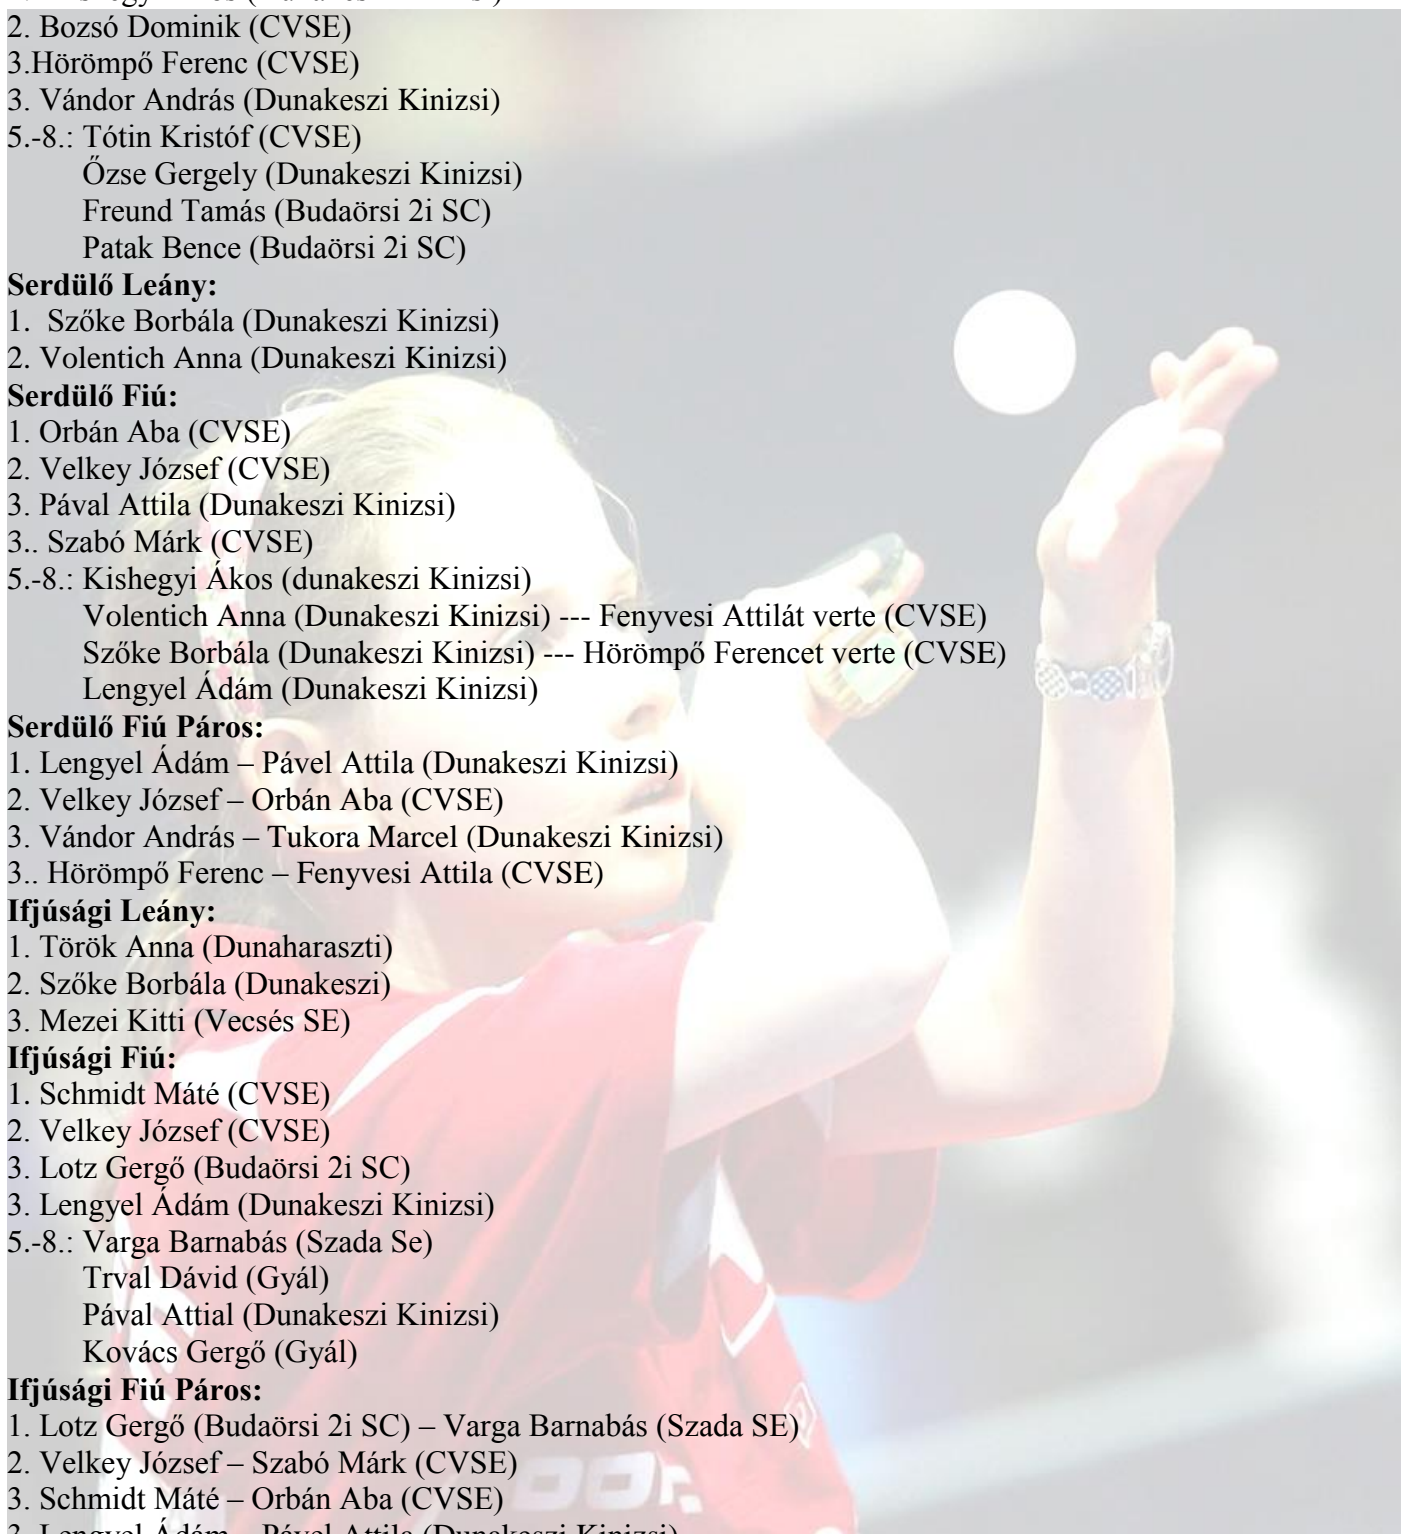 2. Bozsó Dominik (CVSE)
3.Hörömpő Ferenc (CVSE)
3. Vándor András (Dunakeszi Kinizsi)
5.-8.: Tótin Kristóf (CVSE)
Őzse Gergely (Dunakeszi Kinizsi)
Freund Tamás (Budaörsi 2i SC)
Patak Bence (Budaörsi 2i SC)
Serdülő Leány:
1. Szőke Borbála (Dunakeszi Kinizsi)
2. Volentich Anna (Dunakeszi Kinizsi)
Serdülő Fiú:
1. Orbán Aba (CVSE)
2. Velkey József (CVSE)
3. Pával Attila (Dunakeszi Kinizsi)
3.. Szabó Márk (CVSE)
5.-8.: Kishegyi Ákos (dunakeszi Kinizsi)
Volentich Anna (Dunakeszi Kinizsi) --- Fenyvesi Attilát verte (CVSE)
Szőke Borbála (Dunakeszi Kinizsi) --- Hörömpő Ferencet verte (CVSE)
Lengyel Ádám (Dunakeszi Kinizsi)
Serdülő Fiú Páros:
1. Lengyel Ádám – Pável Attila (Dunakeszi Kinizsi)
2. Velkey József – Orbán Aba (CVSE)
3. Vándor András – Tukora Marcel (Dunakeszi Kinizsi)
3.. Hörömpő Ferenc – Fenyvesi Attila (CVSE)
Ifjúsági Leány:
1. Török Anna (Dunaharaszti)
2. Szőke Borbála (Dunakeszi)
3. Mezei Kitti (Vecsés SE)
Ifjúsági Fiú:
1. Schmidt Máté (CVSE)
2. Velkey József (CVSE)
3. Lotz Gergő (Budaörsi 2i SC)
3. Lengyel Ádám (Dunakeszi Kinizsi)
5.-8.: Varga Barnabás (Szada Se)
Trval Dávid (Gyál)
Pával Attial (Dunakeszi Kinizsi)
Kovács Gergő (Gyál)
Ifjúsági Fiú Páros:
1. Lotz Gergő (Budaörsi 2i SC) – Varga Barnabás (Szada SE)
2. Velkey József – Szabó Márk (CVSE)
3. Schmidt Máté – Orbán Aba (CVSE)
3. Lengyel Ádám – Pável Attila (Dunakeszi Kinizsi)